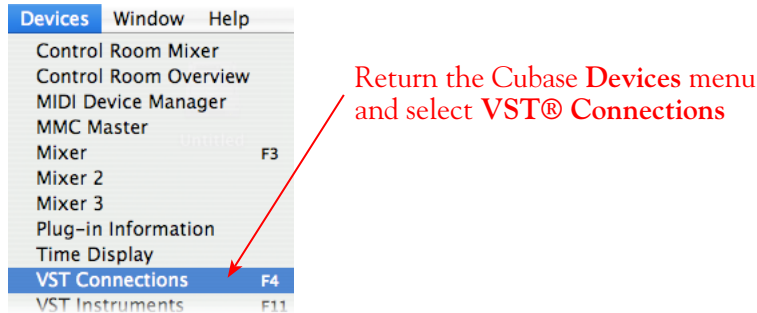 Devices Window Help
Control Room Mixer
Control Room Overview
MIDI Device Manager
MMC Master
Mixer F3
Mixer 2
Mixer 3
Plug-in Information
Time Display
VST Connections F4
VST Instruments F11
Return the Cubase Devices menu
and select VST® Connections